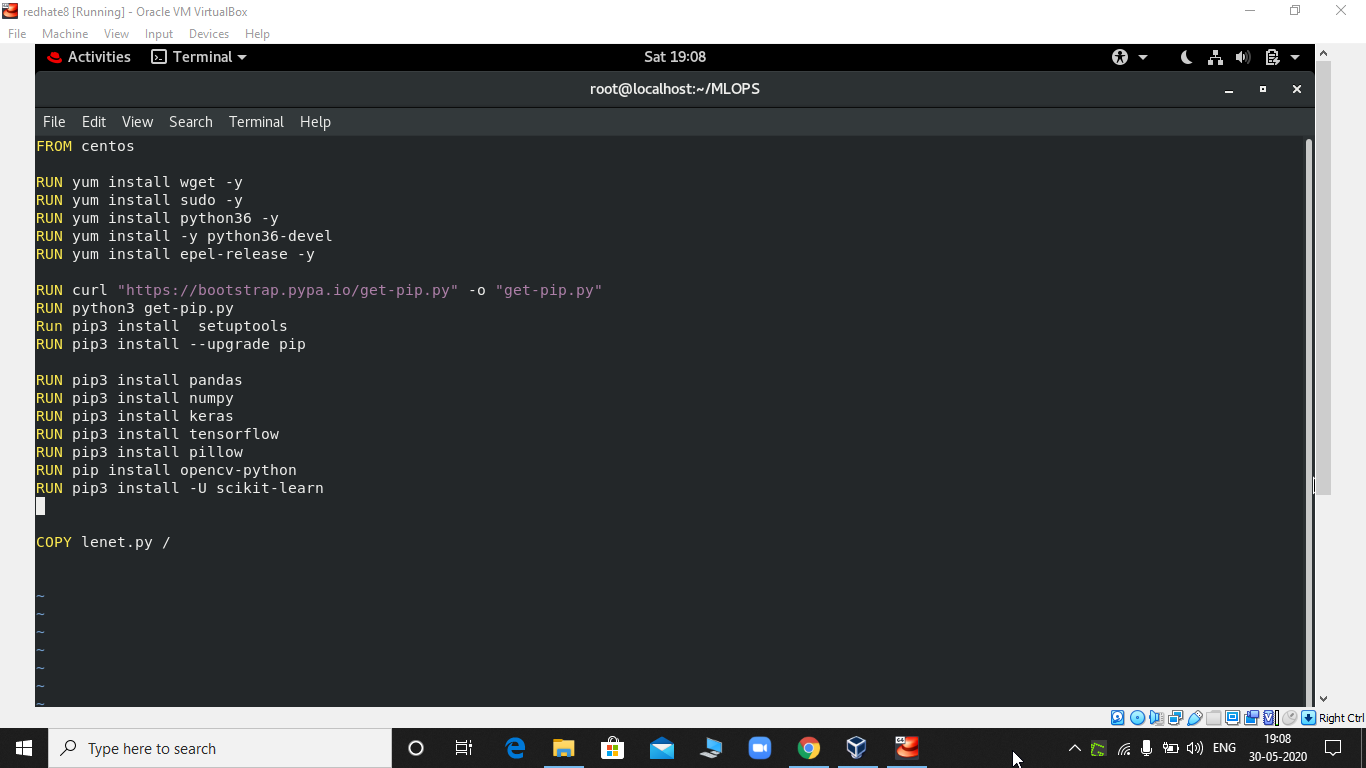 redhate8 [Running] - Oracle VM VirtualBox
File Machine View Input Devices Help
Activities Terminal Sat 19:08
root@localhost:~/MLOPS
File Edit View Search Terminal Help
FROM centos
RUN yum install wget -y
RUN yum install sudo -y
RUN yum install python36 -y
RUN yum install -y python36-devel
RUN yum install epel-release -y
RUN curl "https://bootstrap.pypa.io/get-pip.py" -o "get-pip.py"
RUN python3 get-pip.py
Run pip3 install  setuptools
RUN pip3 install --upgrade pip
RUN pip3 install pandas
RUN pip3 install numpy
RUN pip3 install keras
RUN pip3 install tensorflow
RUN pip3 install pillow
RUN pip install opencv-python
RUN pip3 install -U scikit-learn
COPY lenet.py /
~
~
~
~
~
~
~
Right Ctrl
Type here to search
ENG
19:08
30-05-2020